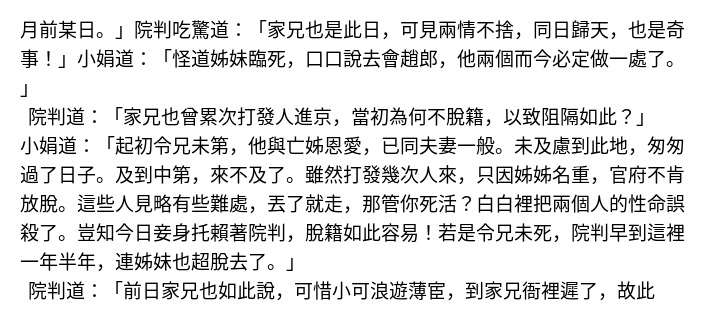 月前某日。」院判吃驚道：「家兄也是此日，可見兩情不捨，同日歸天，也是奇
事！」小娟道：「怪道姊妹臨死，口口說去會趙郎，他兩個而今必定做一處了。
」
院判道：「家兄也曾累次打發人進京，當初為何不脫籍，以致阻隔如此？」
小娟道：「起初令兄未第，他與亡姊恩愛，已同夫妻一般。未及慮到此地，匆匆
過了日子。及到中第，來不及了。雖然打發幾次人來，只因姊姊名重，官府不肯
放脫。這些人見略有些難處，丟了就走，那管你死活？白白裡把兩個人的性命誤
殺了。豈知今日妾身托賴著院判，脫籍如此容易！若是令兄未死，院判早到這裡
一年半年，連姊妹也超脫去了。」
院判道：「前日家兄也如此說，可惜小可浪遊薄宦，到家兄衙裡遲了，故此